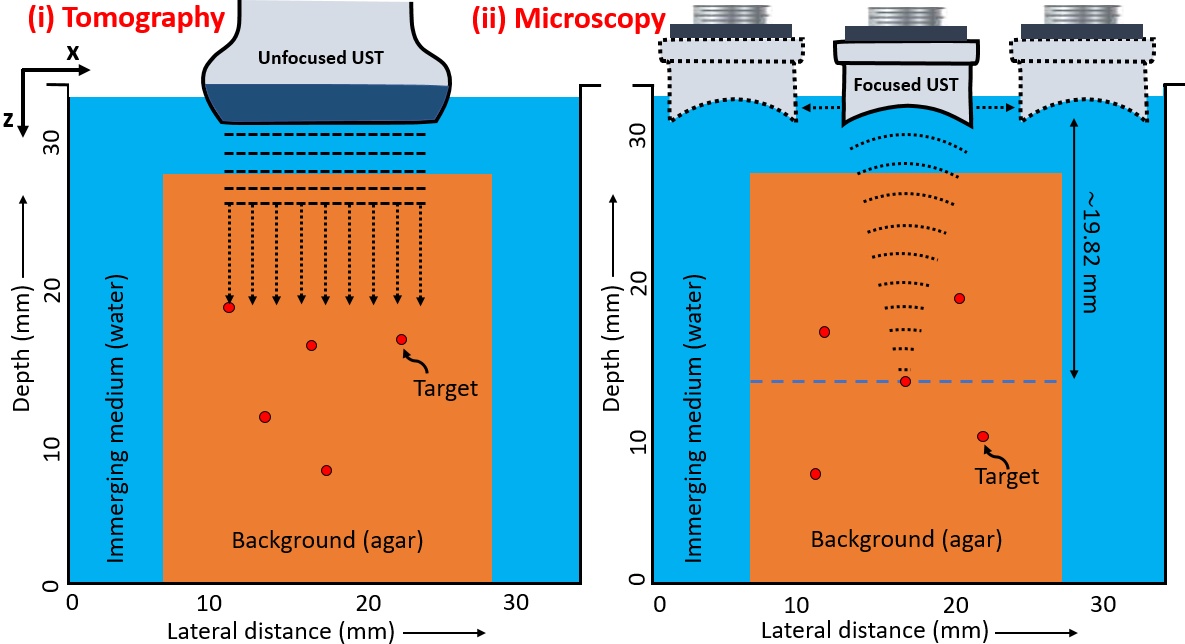 (i) Tomography
x
z
Unfocused UST
30
20
10
0
Depth (mm)
Immerging medium (water)
Target
Background (agar)
0 10 20 30
Lateral distance (mm)
(ii) Microscopy
Focused UST
~19.82 mm
30
20
10
0
Depth (mm)
Immerging medium (water)
Target
Background (agar)
0 10 20 30
Lateral distance (mm)